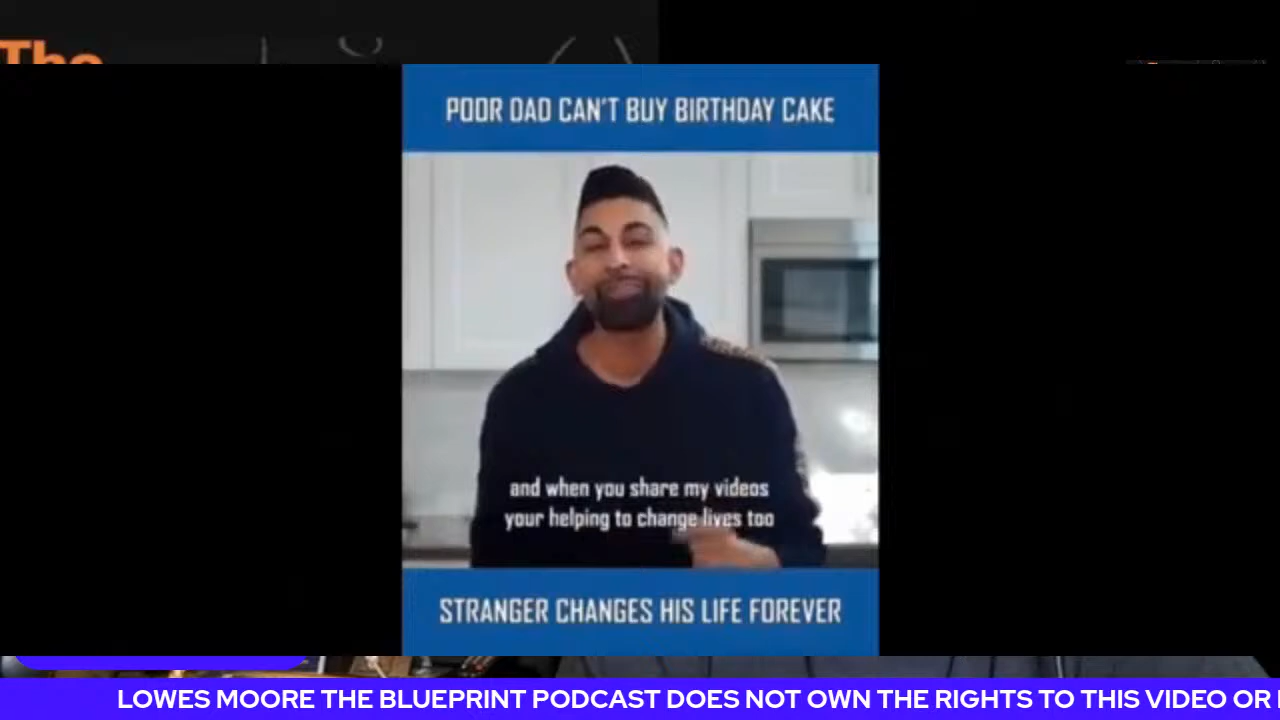 The
POOR DAD CAN'T BUY BIRTHDAY CAKE
and when you share my videos
your helping to change lives too
STRANGER CHANGES HIS LIFE FOREVER
LOWES MOORE THE BLUEPRINT PODCAST DOES NOT OWN THE RIGHTS TO THIS VIDEO OR